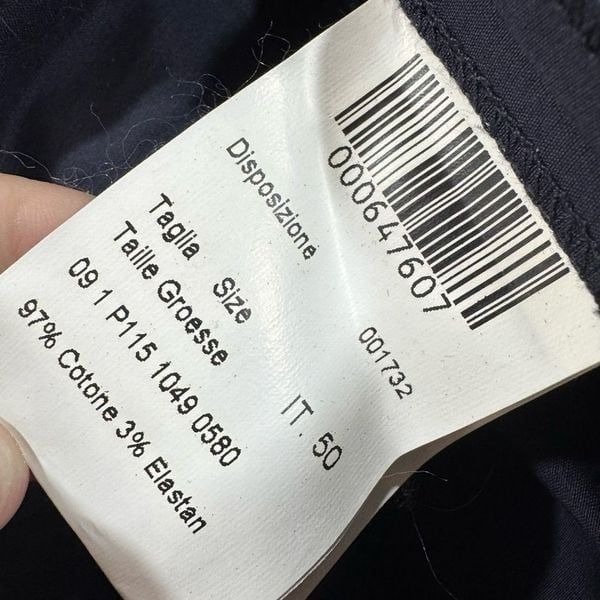 000647607
Disposizione 001732
Taglia Size
Taille Groesse IT. 50
09 1 P115 1049 0580
97% Cotone 3% Elastan